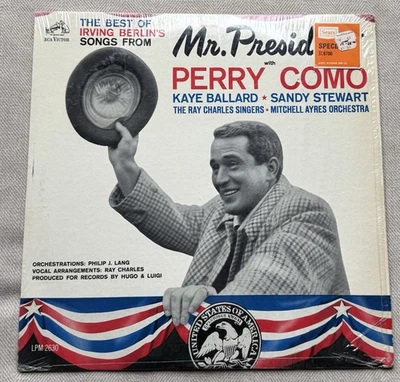 RCA VICTOR
THE BEST OF
IRVING BERLIN'S
SONGS FROM
Mr. Presid
with
PERRY COMO
KAYE BALLARD ★ SANDY STEWART
THE RAY CHARLES SINGERS • MITCHELL AYRES ORCHESTRA
Sears
SPEC
ORCHESTRATIONS: PHILIP J. LANG
VOCAL ARRANGEMENTS: RAY CHARLES
PRODUCED FOR RECORDS BY HUGO & LUIGI
UNITED STATES OF AMERICA
LPM 2630